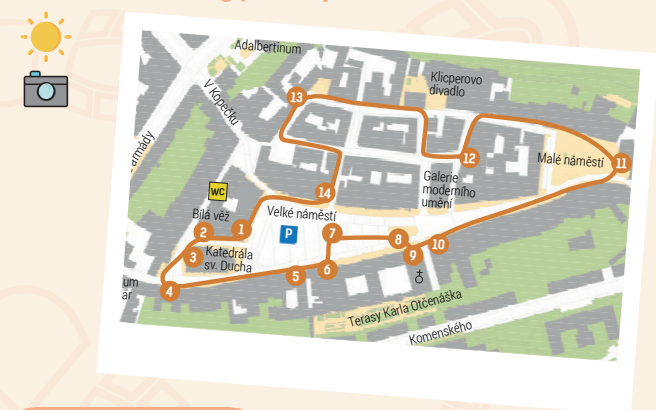 Adalbertinum
Klicperovo
divadlo
V Kopečku
13
12
Malé náměstí
11
Galerie
moderního
umění
WC
14
Bílá věž
Velké náměstí
2
1
P
7
8
9
10
3
Katedrála
sv. Ducha
4
5
6
Terasy Karla Otčenáška
Komenského